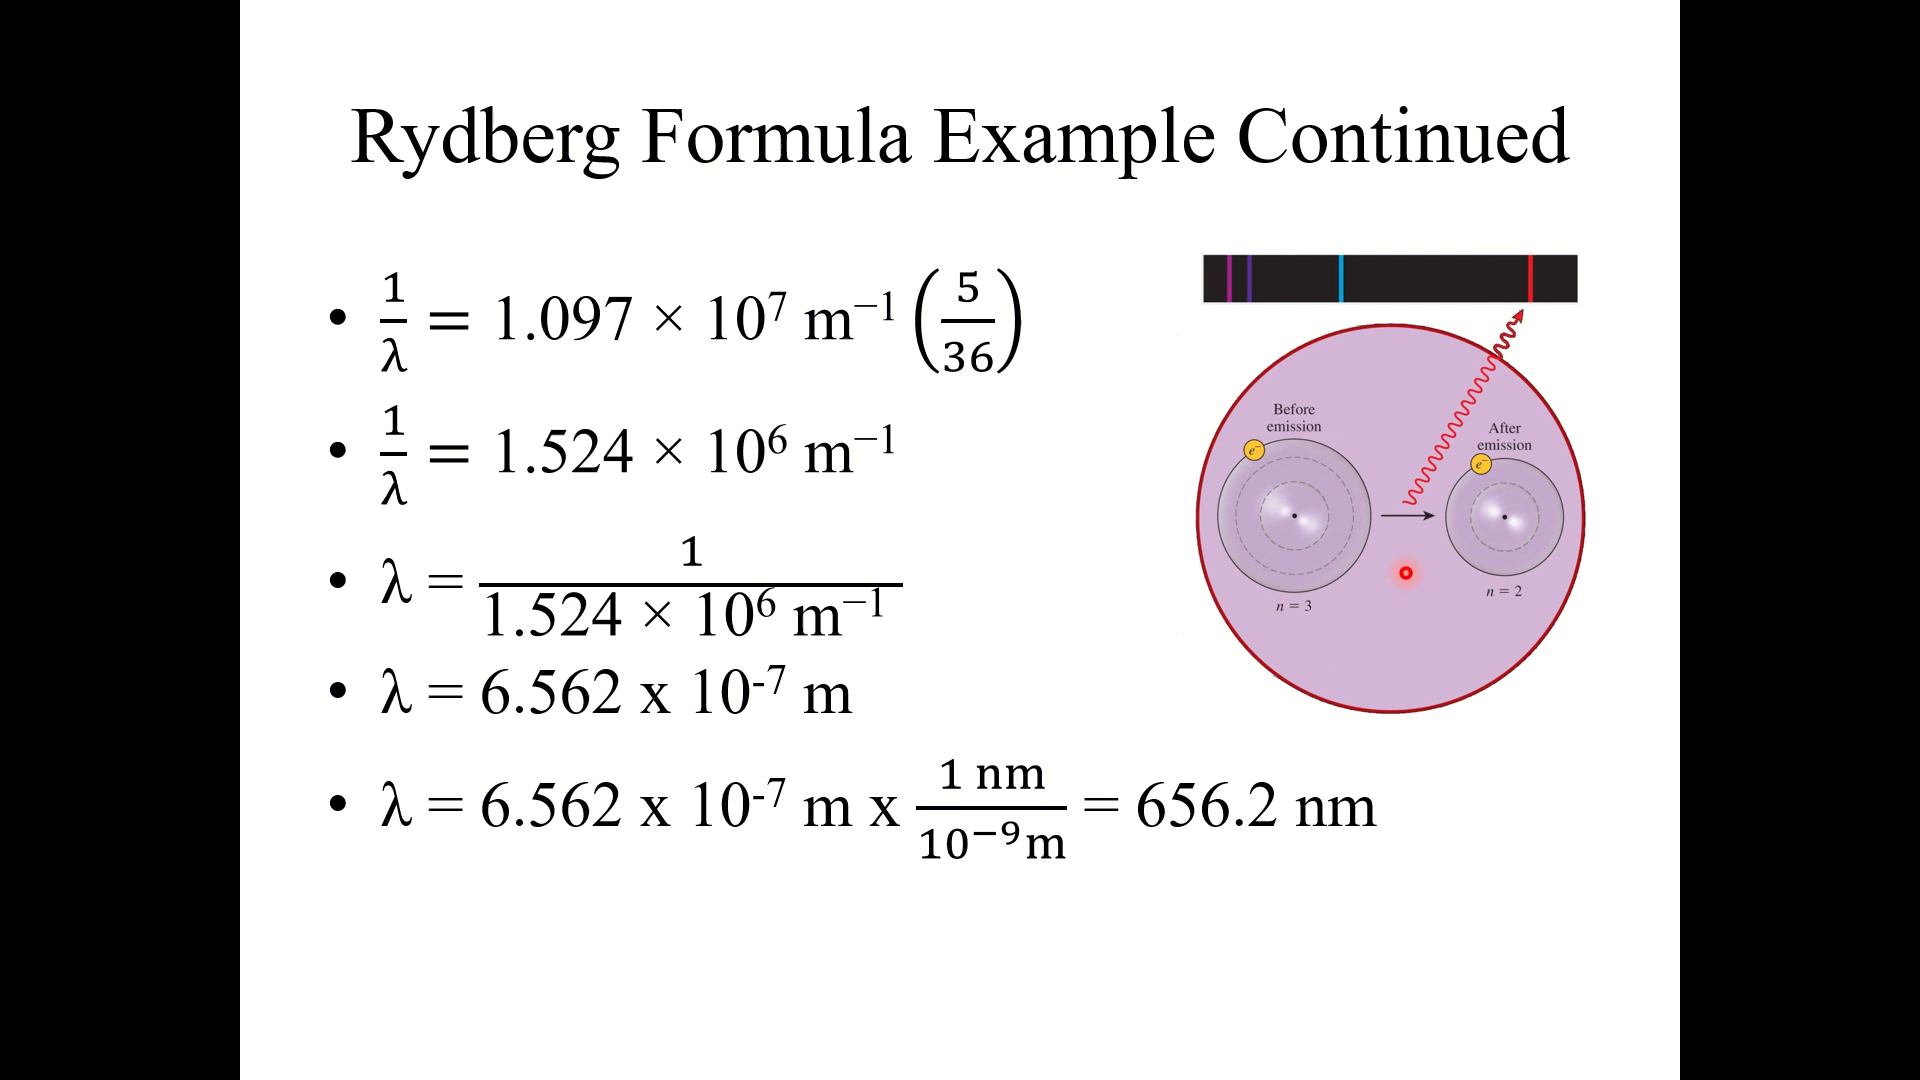 Rydberg Formula Example Continued
• 1/λ = 1.097 × 10⁷ m⁻¹ (5/36)
• 1/λ = 1.524 × 10⁶ m⁻¹
• λ = 1/(1.524 × 10⁶ m⁻¹)
• λ = 6.562 x 10⁻⁷ m
• λ = 6.562 x 10⁻⁷ m x 1 nm/10⁻⁹m = 656.2 nm
Before
emission
e⁻
n = 3
After
emission
e⁻
n = 2